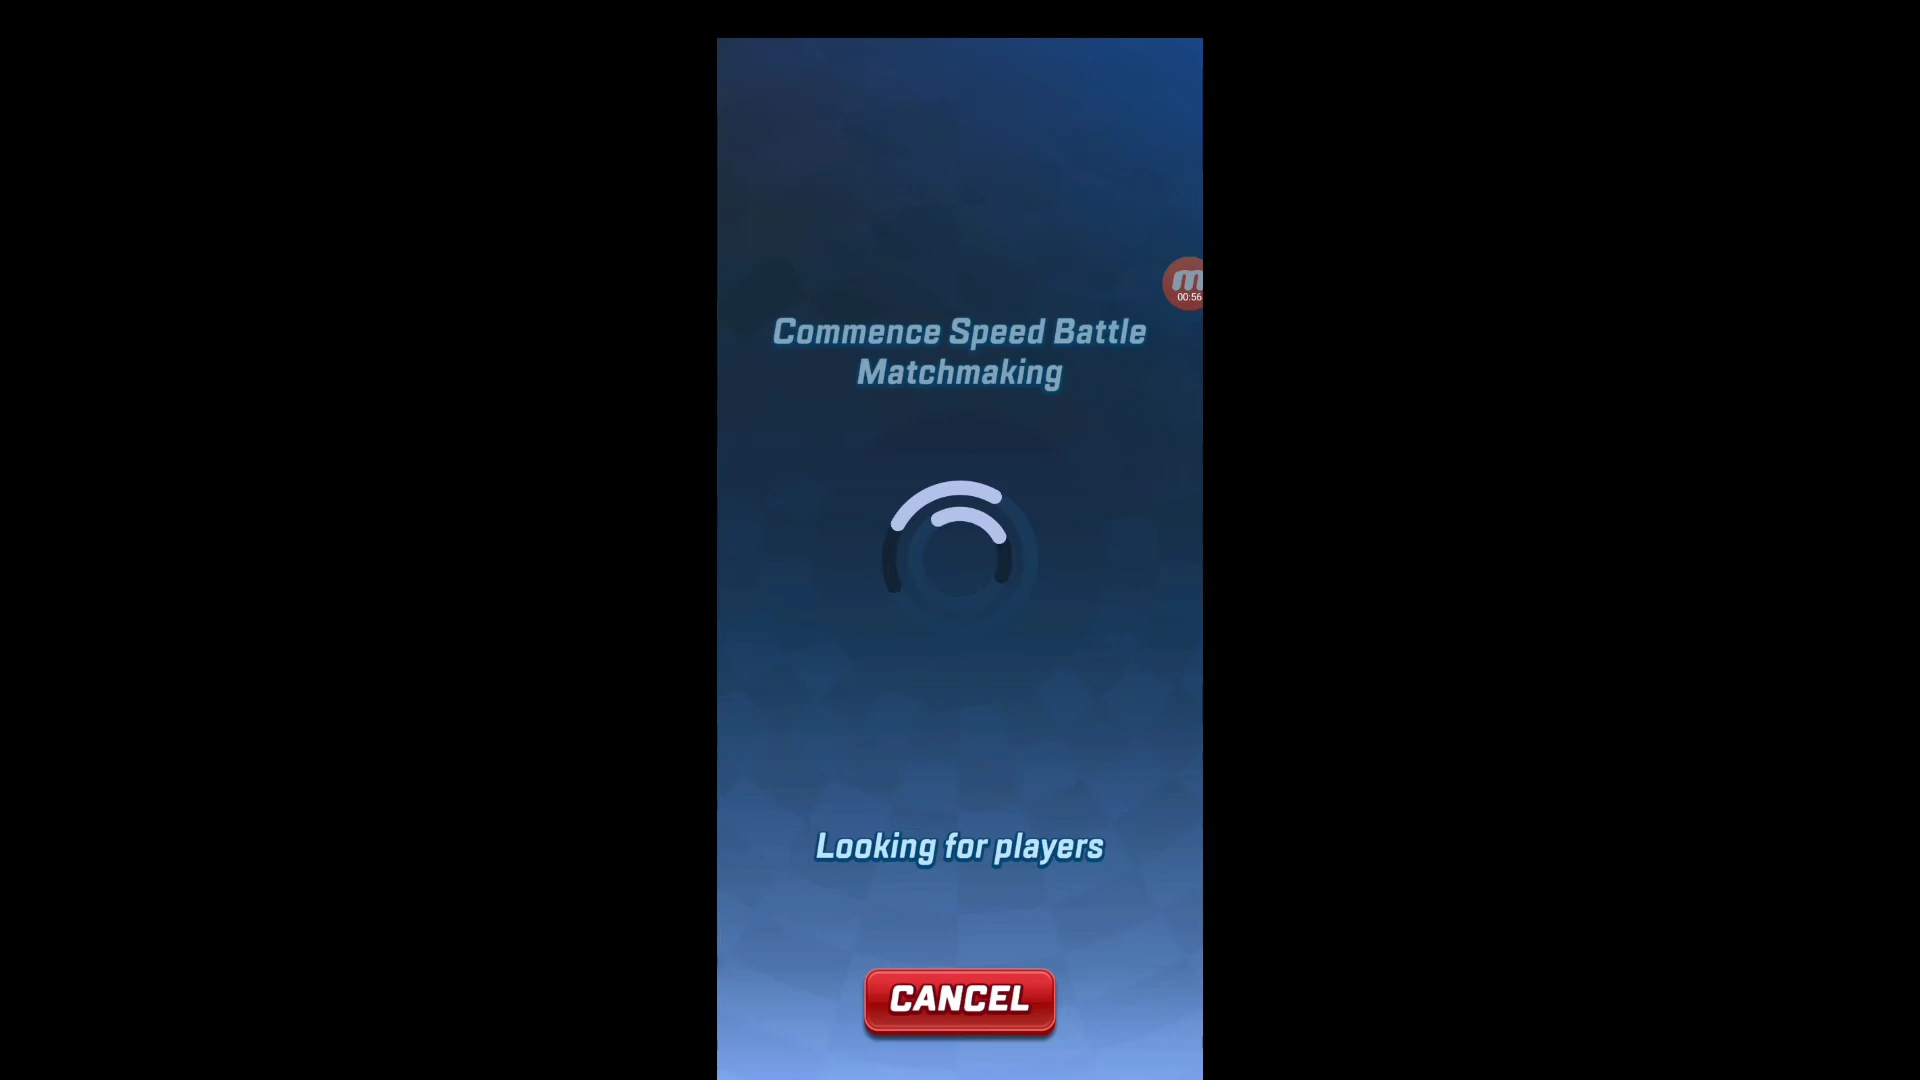 m
00:56
Commence Speed Battle
Matchmaking
Looking for players
CANCEL